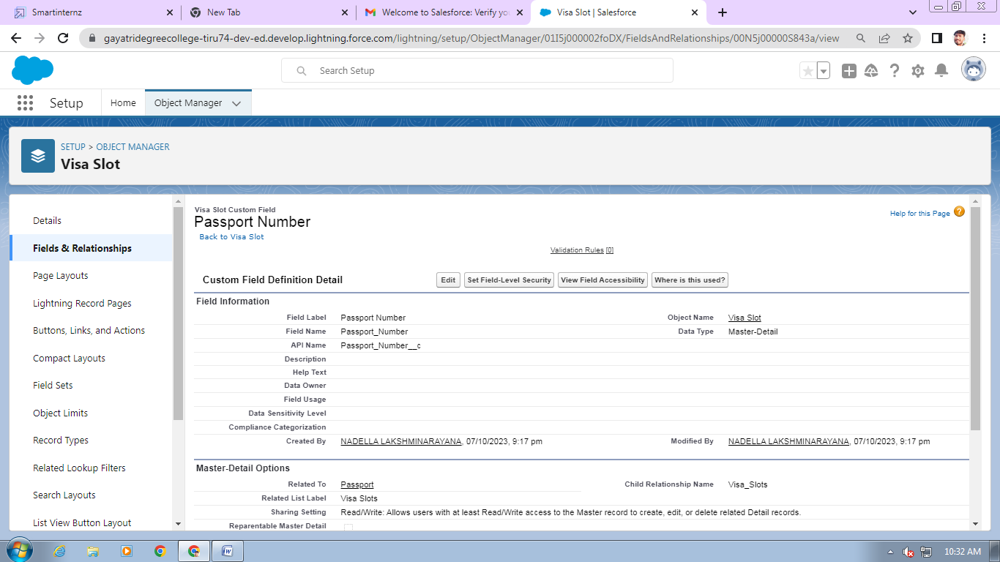 Smartinternz
New Tab
Welcome to Salesforce: Verify yo
Visa Slot | Salesforce
gayatridegreecollege-tiru74-dev-ed.develop.lightning.force.com/lightning/setup/ObjectManager/01I5j000002foDX/FieldsAndRelationships/00N5j00000S843a/view
Search Setup
Setup
Home
Object Manager
SETUP > OBJECT MANAGER
Visa Slot
Details
Fields & Relationships
Page Layouts
Lightning Record Pages
Buttons, Links, and Actions
Compact Layouts
Field Sets
Object Limits
Record Types
Related Lookup Filters
Search Layouts
List View Button Layout
Visa Slot Custom Field
Passport Number
Back to Visa Slot
Help for this Page
Validation Rules [0]
Custom Field Definition Detail
Edit
Set Field-Level Security
View Field Accessibility
Where is this used?
Field Information
Field Label Passport Number Object Name Visa Slot
Field Name Passport_Number Data Type Master-Detail
API Name Passport_Number__c
Description
Help Text
Data Owner
Field Usage
Data Sensitivity Level
Compliance Categorization
Created By NADELLA LAKSHMINARAYANA, 07/10/2023, 9:17 pm Modified By NADELLA LAKSHMINARAYANA, 07/10/2023, 9:17 pm
Master-Detail Options
Related To Passport Child Relationship Name Visa_Slots
Related List Label Visa Slots
Sharing Setting Read/Write: Allows users with at least Read/Write access to the Master record to create, edit, or delete related Detail records.
Reparentable Master Detail
10:32 AM